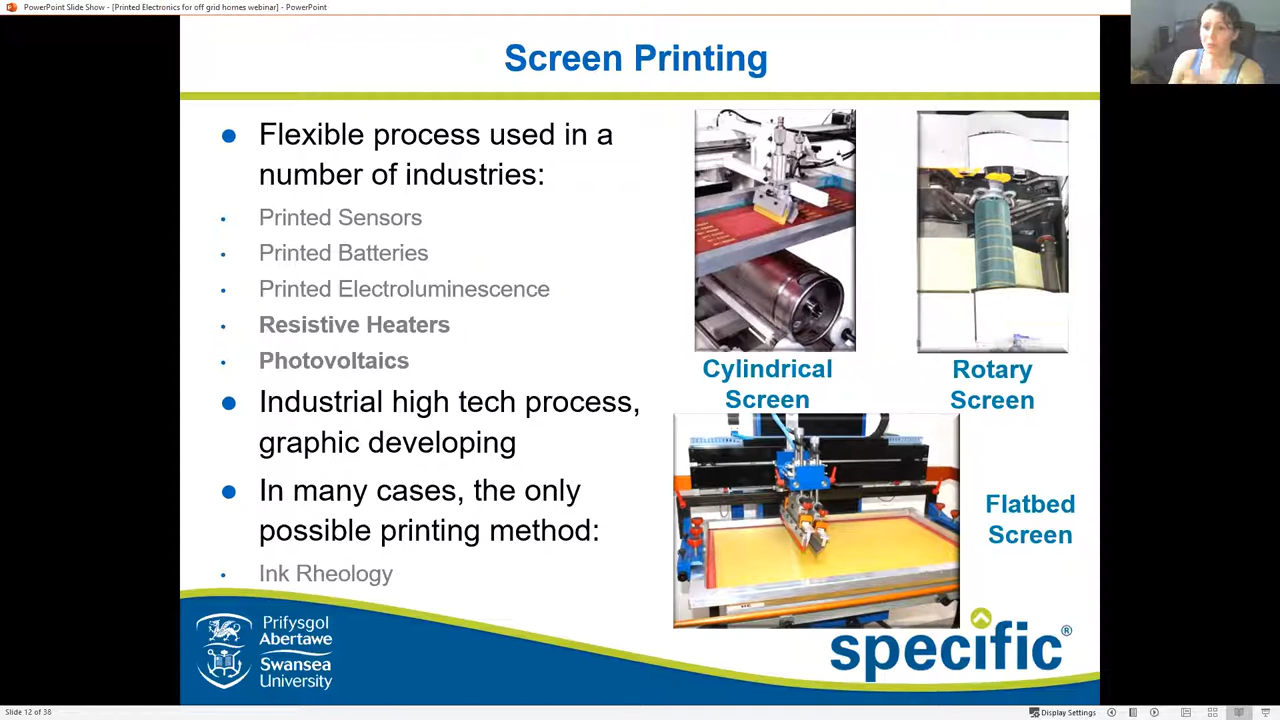 PowerPoint Slide Show - [Printed Electronics for off grid homes webinar] - PowerPoint
Screen Printing
Flexible process used in a
number of industries:
Printed Sensors
Printed Batteries
Printed Electroluminescence
Resistive Heaters
Photovoltaics
Industrial high tech process,
graphic developing
In many cases, the only
possible printing method:
Ink Rheology
Cylindrical
Screen
Rotary
Screen
Flatbed
Screen
Prifysgol
Abertawe
Swansea
University
specific®
Slide 12 of 38
Display Settings